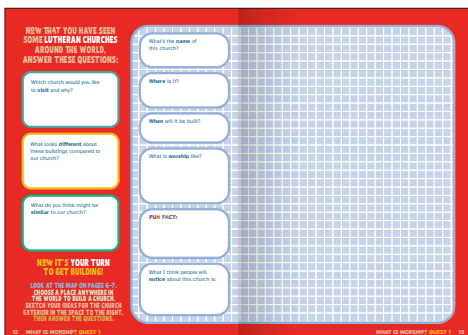 NOW THAT YOU HAVE SEEN
SOME LUTHERAN CHURCHES
AROUND THE WORLD,
ANSWER THESE QUESTIONS:
Which church would you like
to visit and why?
What looks different about
these buildings compared to
our church?
What do you think might be
similar to our church?
NOW IT'S YOUR TURN
TO GET BUILDING!
LOOK AT THE MAP ON PAGES 6-7.
CHOOSE A PLACE ANYWHERE IN
THE WORLD TO BUILD A CHURCH.
SKETCH YOUR IDEAS FOR THE CHURCH
EXTERIOR IN THE SPACE TO THE RIGHT.
THEN ANSWER THE QUESTIONS.
12 WHAT IS WORSHIP? QUEST 1
What's the name of
this church?
Where is it?
When will it be built?
What is worship like?
FUN FACT:
What I think people will
notice about this church is:
WHAT IS WORSHIP? QUEST 1 13